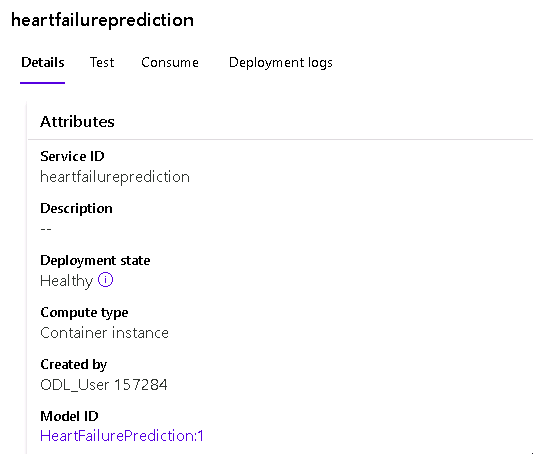 heartfailureprediction
Details Test Consume Deployment logs
Attributes
Service ID
heartfailureprediction
Description
--
Deployment state
Healthy
Compute type
Container instance
Created by
ODL_User 157284
Model ID
HeartFailurePrediction:1